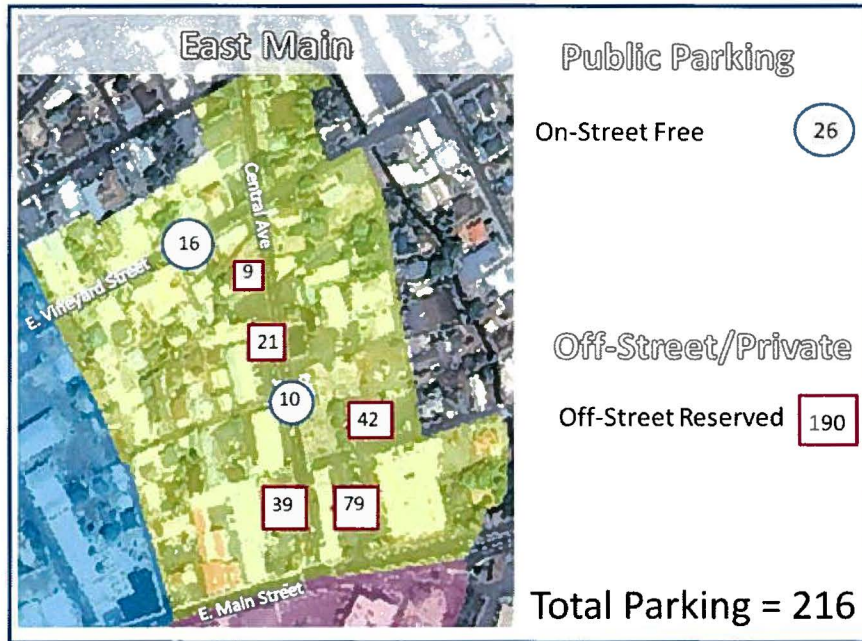 East Main
Public Parking
On-Street Free
26
Central Ave
16
E. Vineyard Street
9
21
10
42
39
79
E. Main Street
Off-Street/Private
Off-Street Reserved
190
Total Parking = 216